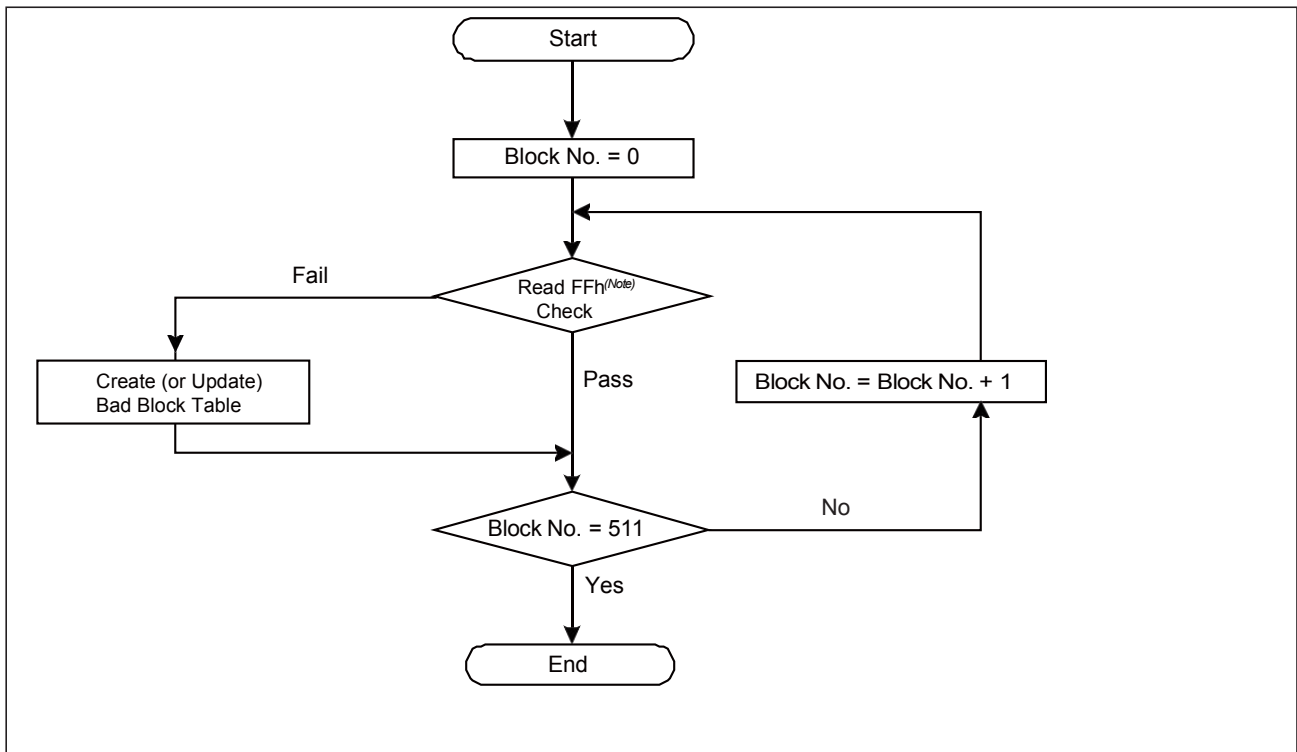 Start
Block No. = 0
Fail
Read FFh(Note)
Check
Create (or Update)
Bad Block Table
Pass
Block No. = Block No. + 1
Block No. = 511
No
Yes
End